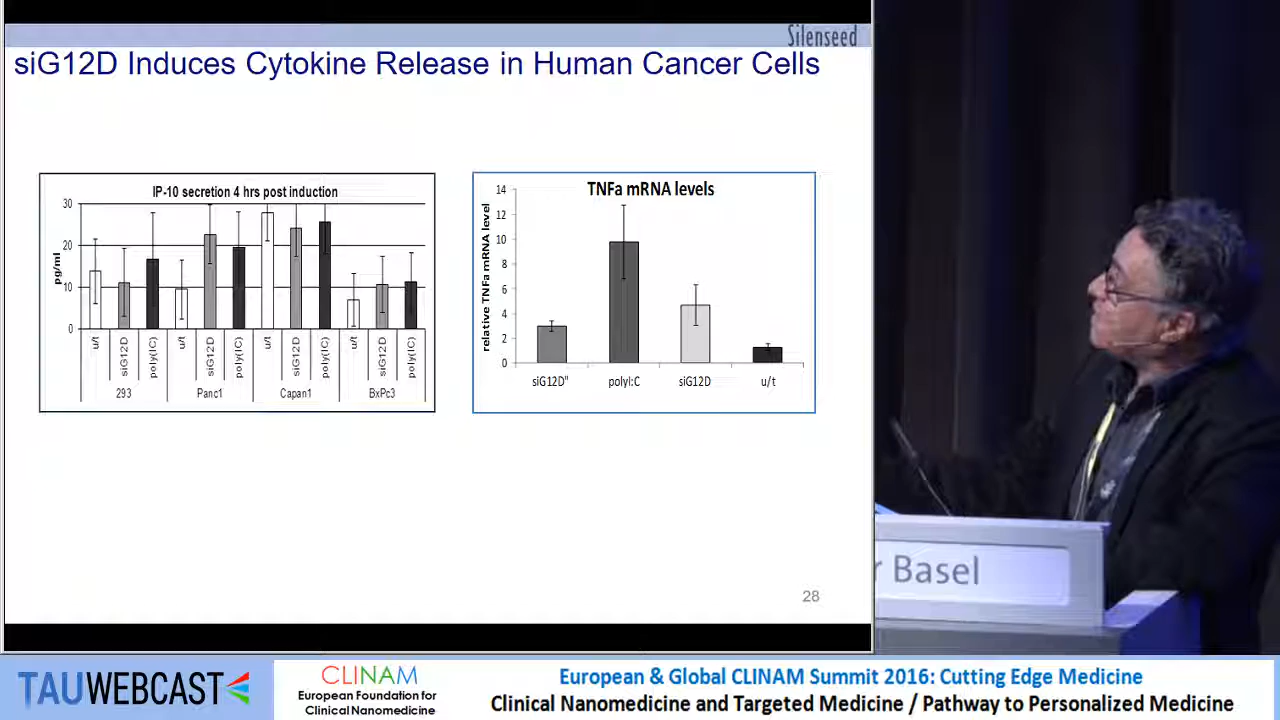 Silenseed
siG12D Induces Cytokine Release in Human Cancer Cells
IP-10 secretion 4 hrs post induction
pg/ml
30
20
10
0
u/t
siG12D
poly(IC)
u/t
siG12D
poly(IC)
u/t
siG12D
poly(IC)
u/t
siG12D
poly(IC)
293
Panc1
Capan1
BxPc3
TNFa mRNA levels
relative TNFa mRNA level
14
12
10
8
6
4
2
0
siG12D"
polyI:C
siG12D
u/t
28
r Basel
TAUWEBCAST
CLINAM
European Foundation for
Clinical Nanomedicine
European & Global CLINAM Summit 2016: Cutting Edge Medicine
Clinical Nanomedicine and Targeted Medicine / Pathway to Personalized Medicine